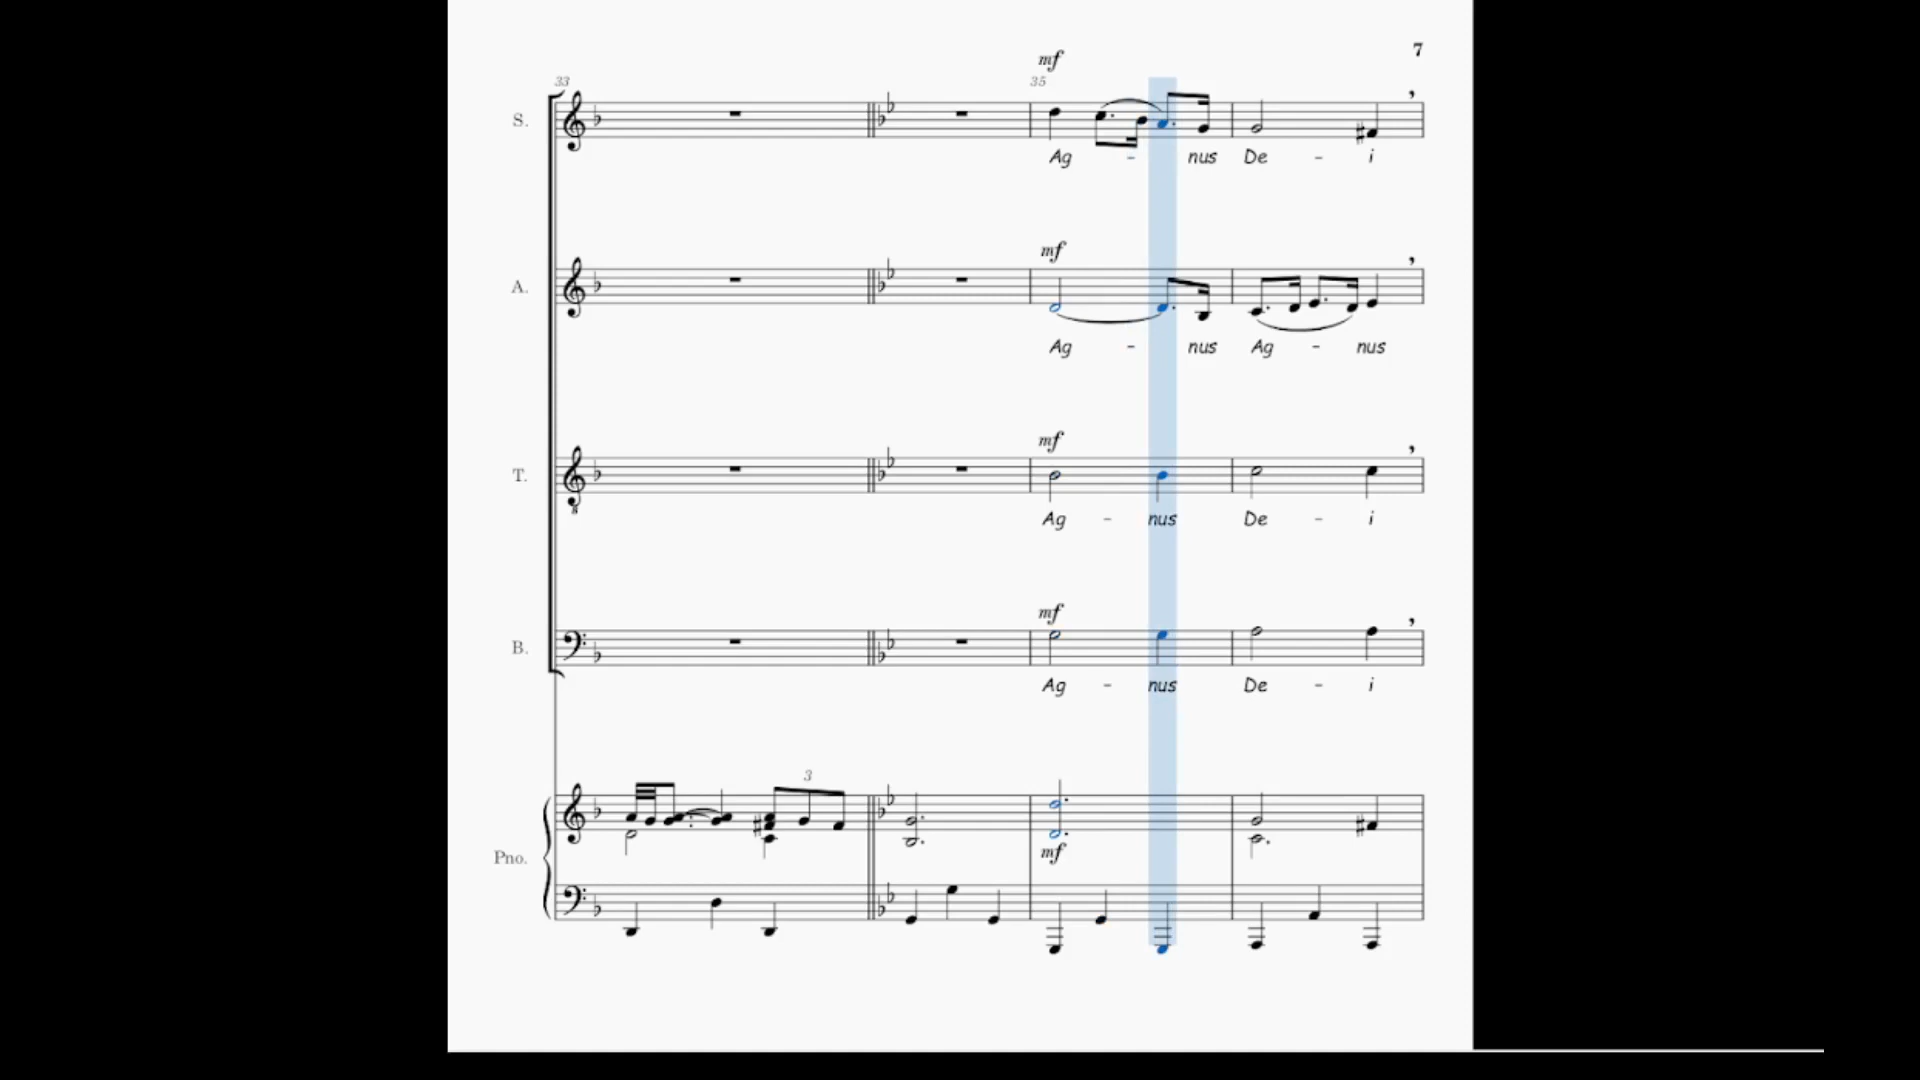 7
mf
33
35
S.
Ag - nus De - i
mf
A.
Ag - nus Ag - nus
mf
T.
8
Ag - nus De - i
mf
B.
Ag - nus De - i
3
Pno.
mf